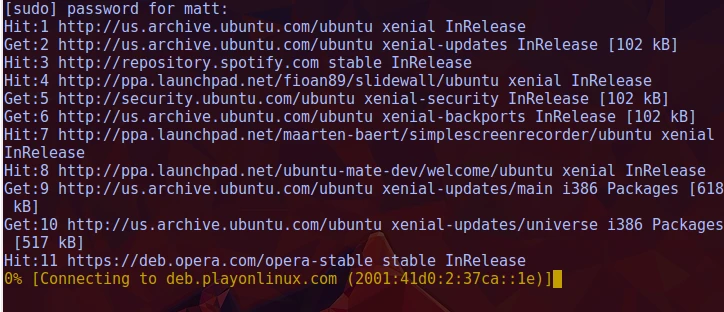 [sudo] password for matt:
Hit:1 http://us.archive.ubuntu.com/ubuntu xenial InRelease
Get:2 http://us.archive.ubuntu.com/ubuntu xenial-updates InRelease [102 kB]
Hit:3 http://repository.spotify.com stable InRelease
Hit:4 http://ppa.launchpad.net/fioan89/slidewall/ubuntu xenial InRelease
Get:5 http://security.ubuntu.com/ubuntu xenial-security InRelease [102 kB]
Get:6 http://us.archive.ubuntu.com/ubuntu xenial-backports InRelease [102 kB]
Hit:7 http://ppa.launchpad.net/maarten-baert/simplescreenrecorder/ubuntu xenial
InRelease
Hit:8 http://ppa.launchpad.net/ubuntu-mate-dev/welcome/ubuntu xenial InRelease
Get:9 http://us.archive.ubuntu.com/ubuntu xenial-updates/main i386 Packages [618
kB]
Get:10 http://us.archive.ubuntu.com/ubuntu xenial-updates/universe i386 Packages
[517 kB]
Hit:11 https://deb.opera.com/opera-stable stable InRelease
0% [Connecting to deb.playonlinux.com (2001:41d0:2:37ca::1e)]